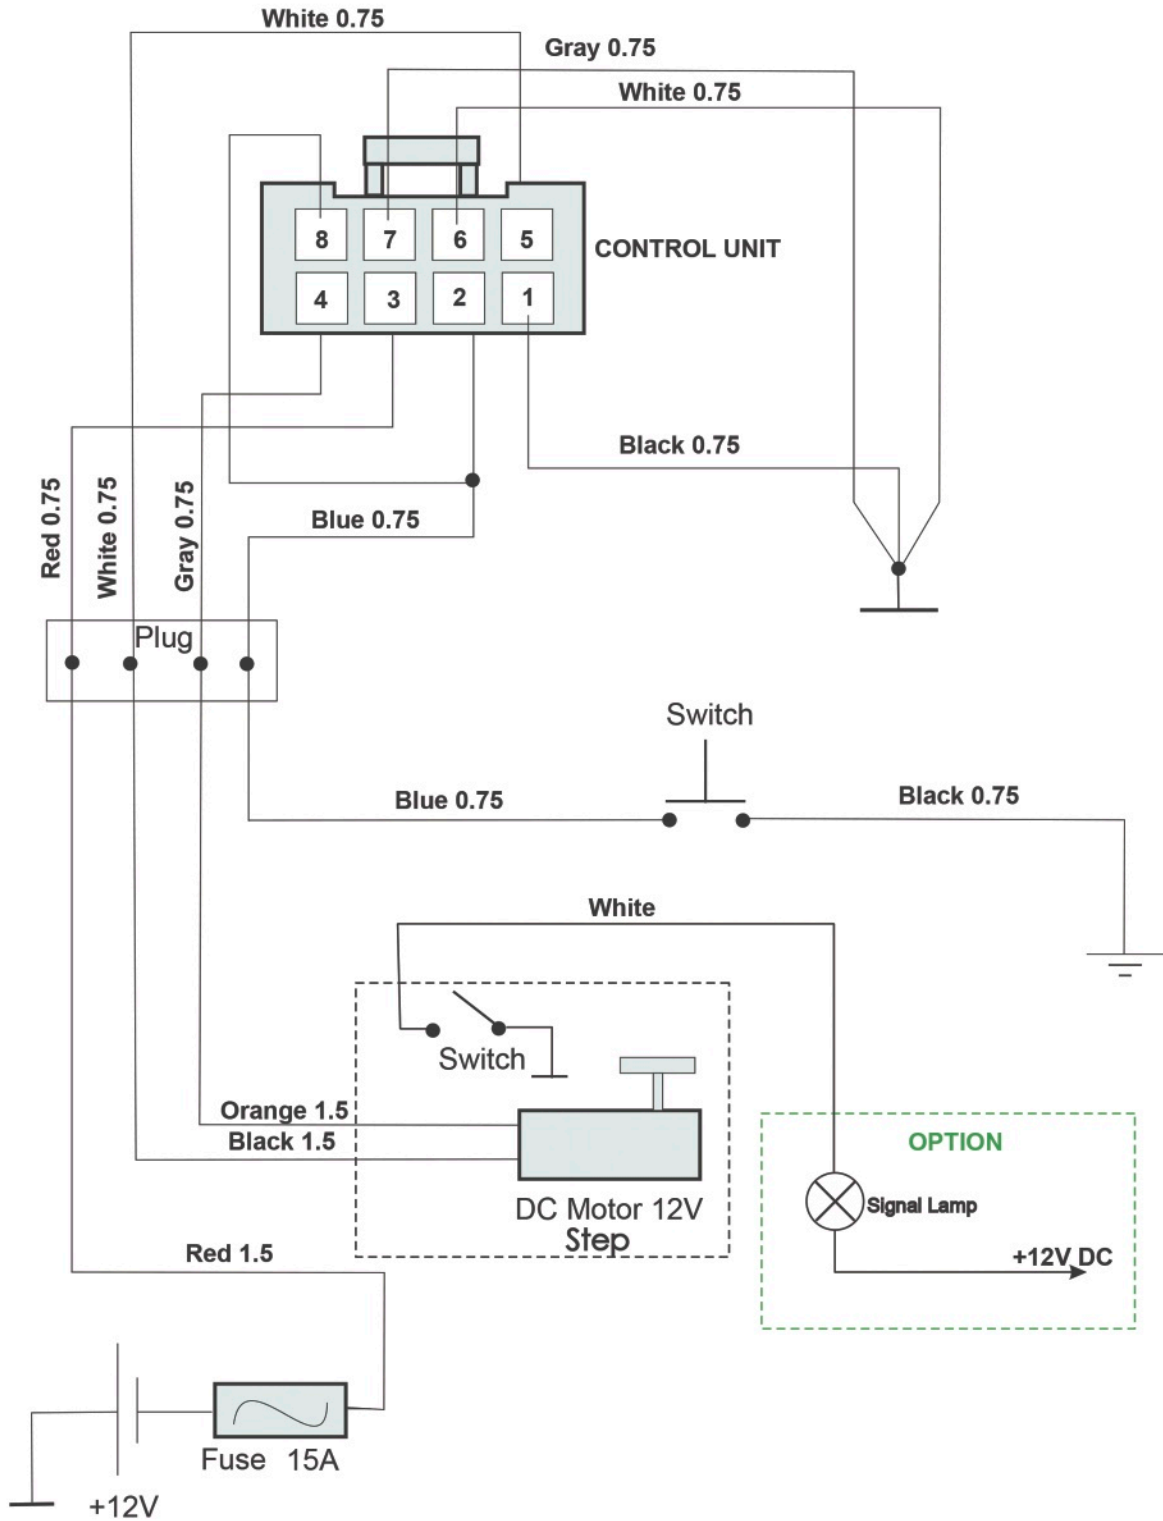 White 0.75
Gray 0.75
White 0.75
8 7 6 5
CONTROL UNIT
4 3 2 1
Black 0.75
Red 0.75
White 0.75
Gray 0.75
Blue 0.75
Plug
Switch
Blue 0.75
Black 0.75
White
Switch
Orange 1.5
Black 1.5
OPTION
DC Motor 12V
Step
Signal Lamp
Red 1.5
+12V DC
Fuse 15A
+12V